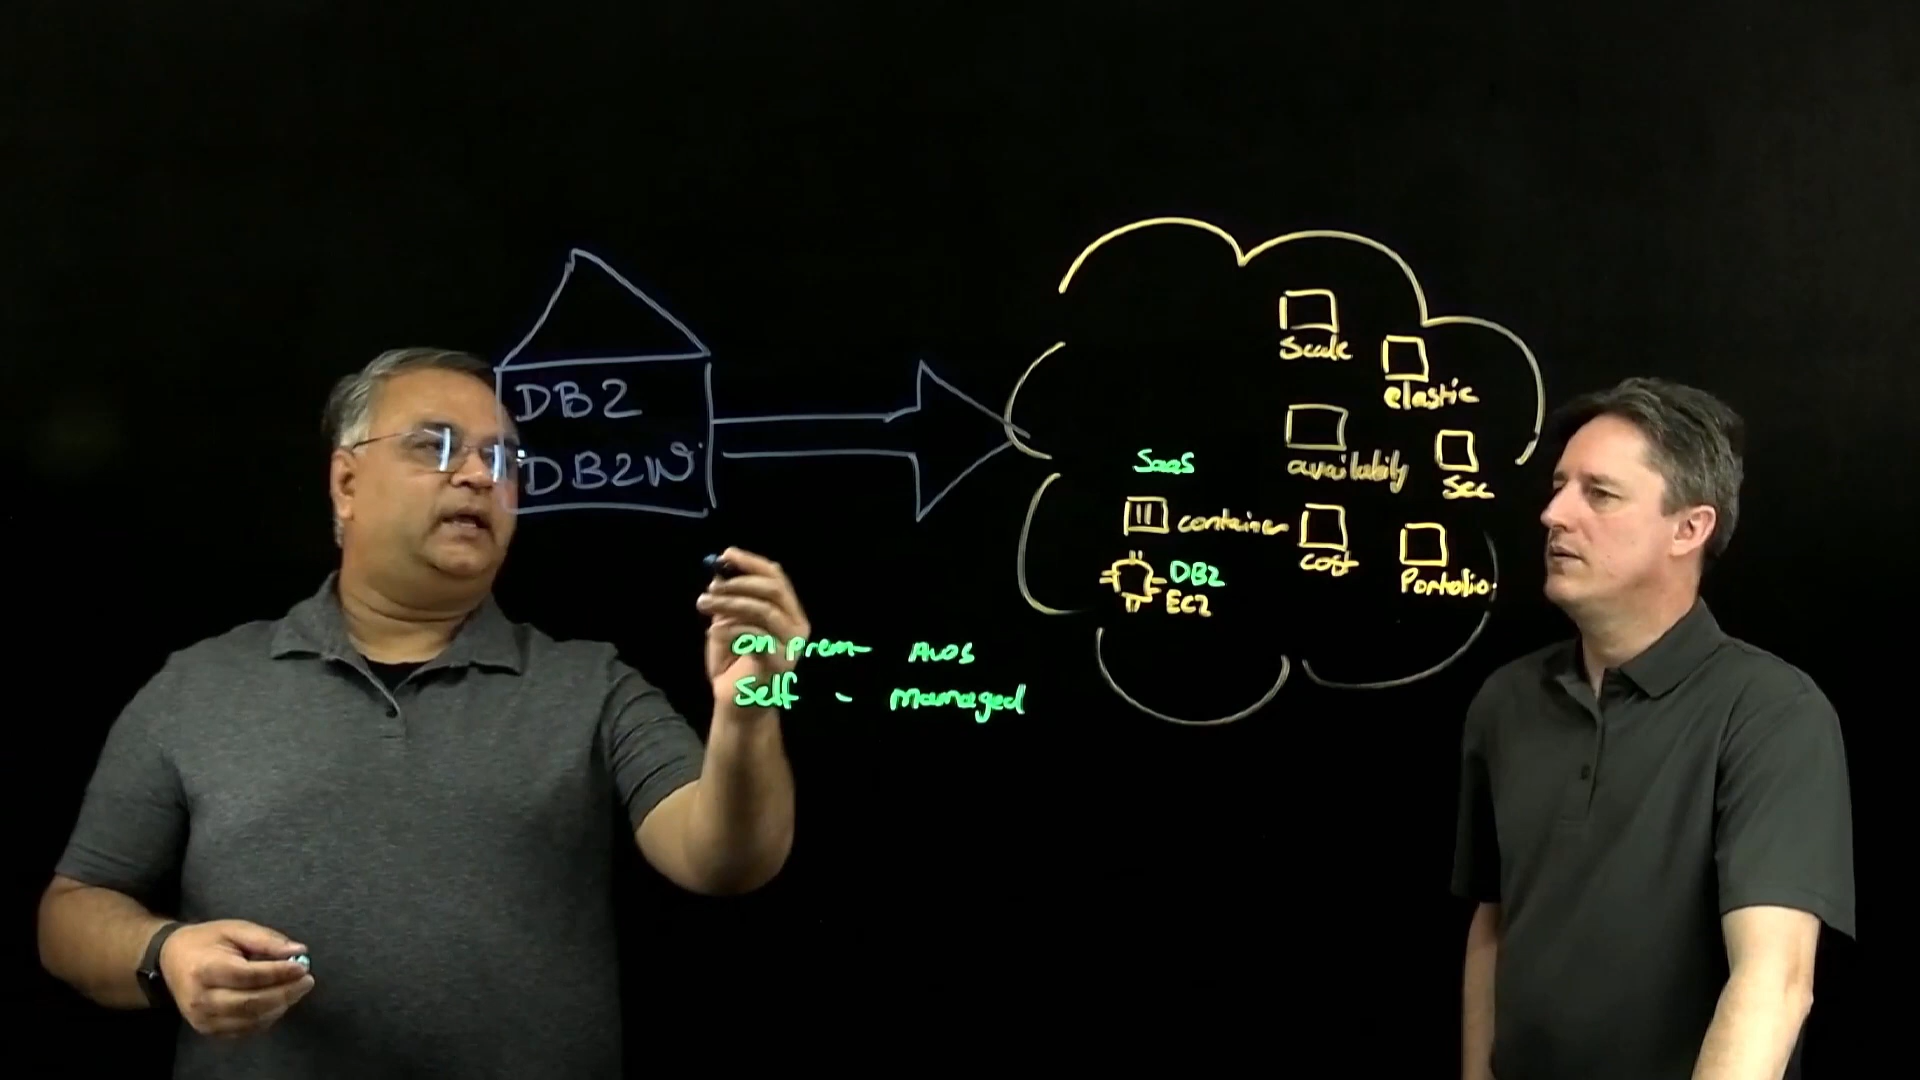 DB2
DB2W
on prem - AWS
Self - managed
Scale
elastic
SaaS
availability
Sec
container
cost
Portfolio
DB2
EC2